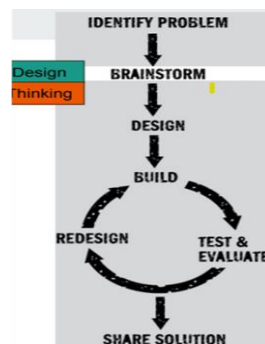 IDENTIFY PROBLEM
Design
BRAINSTORM
Thinking
DESIGN
BUILD
REDESIGN
TEST &
EVALUATE
SHARE SOLUTION